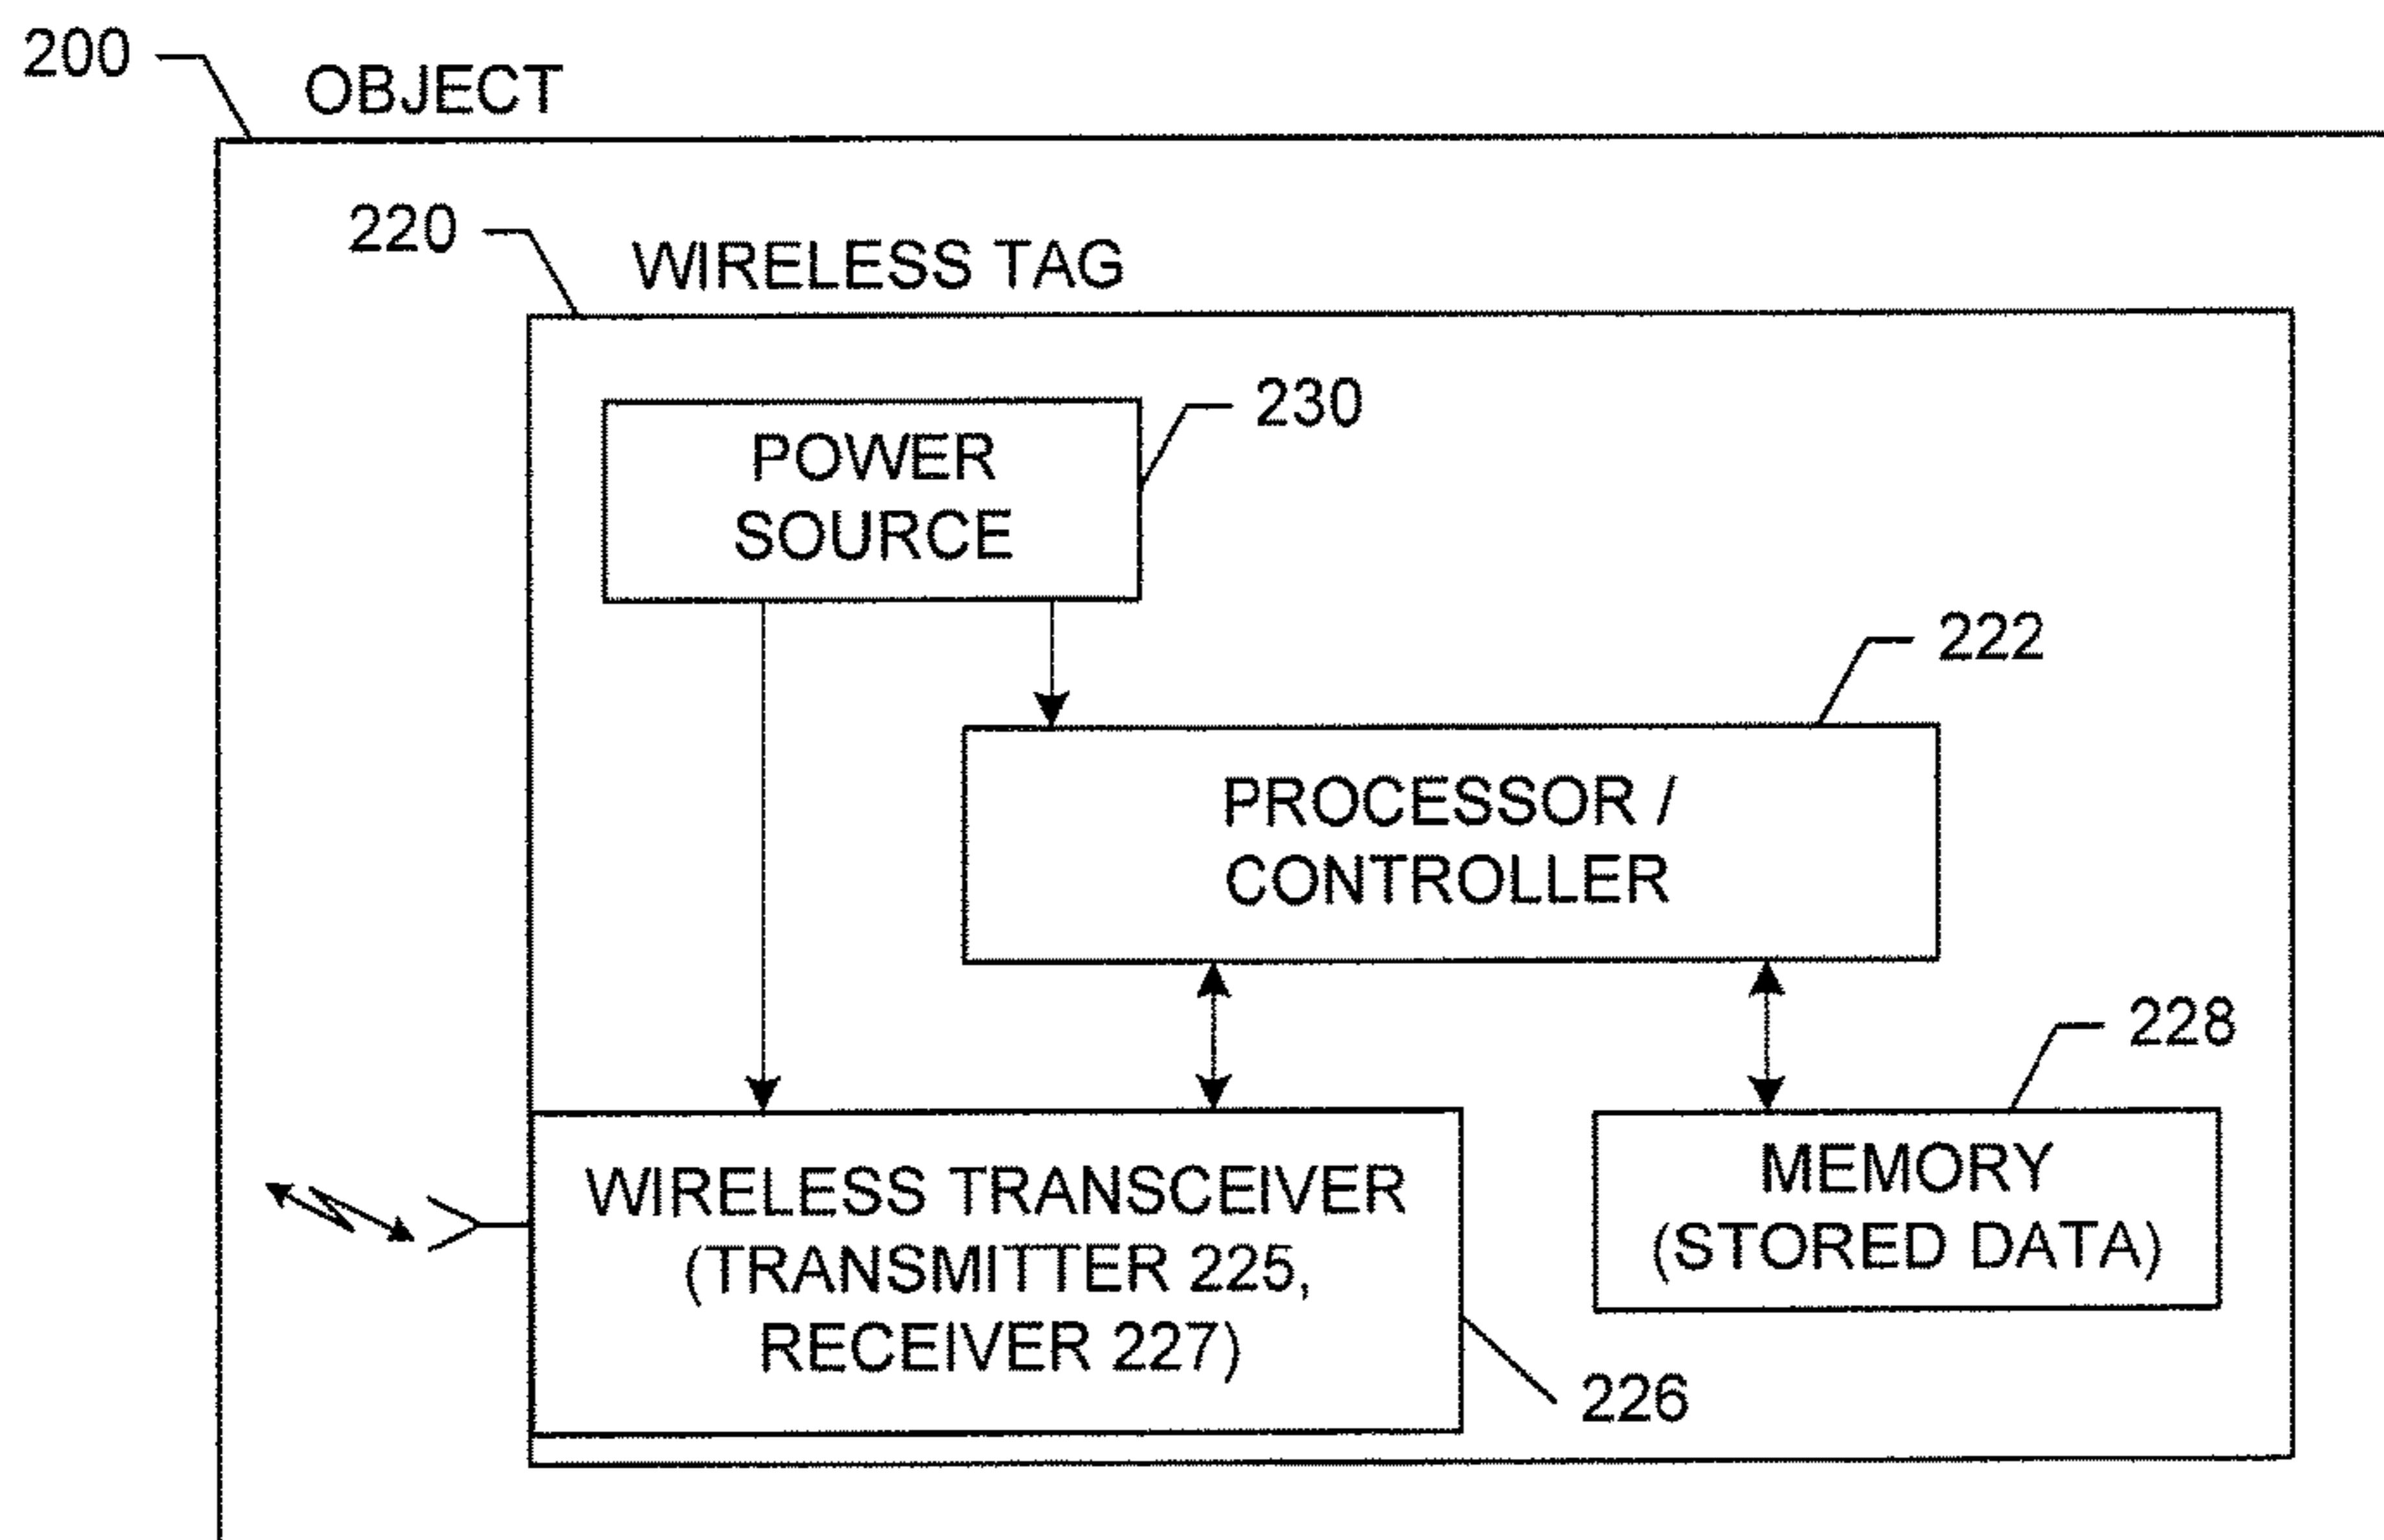 200
OBJECT
220
WIRELESS TAG
230
POWER
SOURCE
222
PROCESSOR /
CONTROLLER
228
WIRELESS TRANSCEIVER
(TRANSMITTER 225,
RECEIVER 227)
MEMORY
(STORED DATA)
226